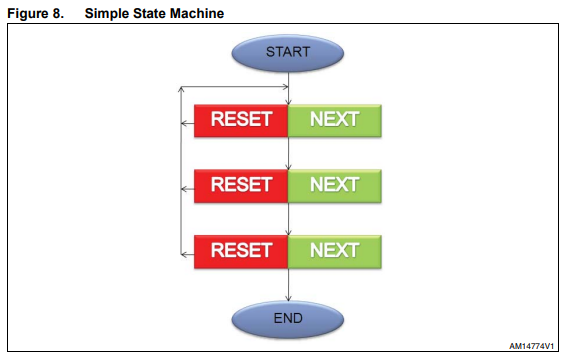 Figure 8. Simple State Machine
START
RESET NEXT
RESET NEXT
RESET NEXT
END
AM14774V1